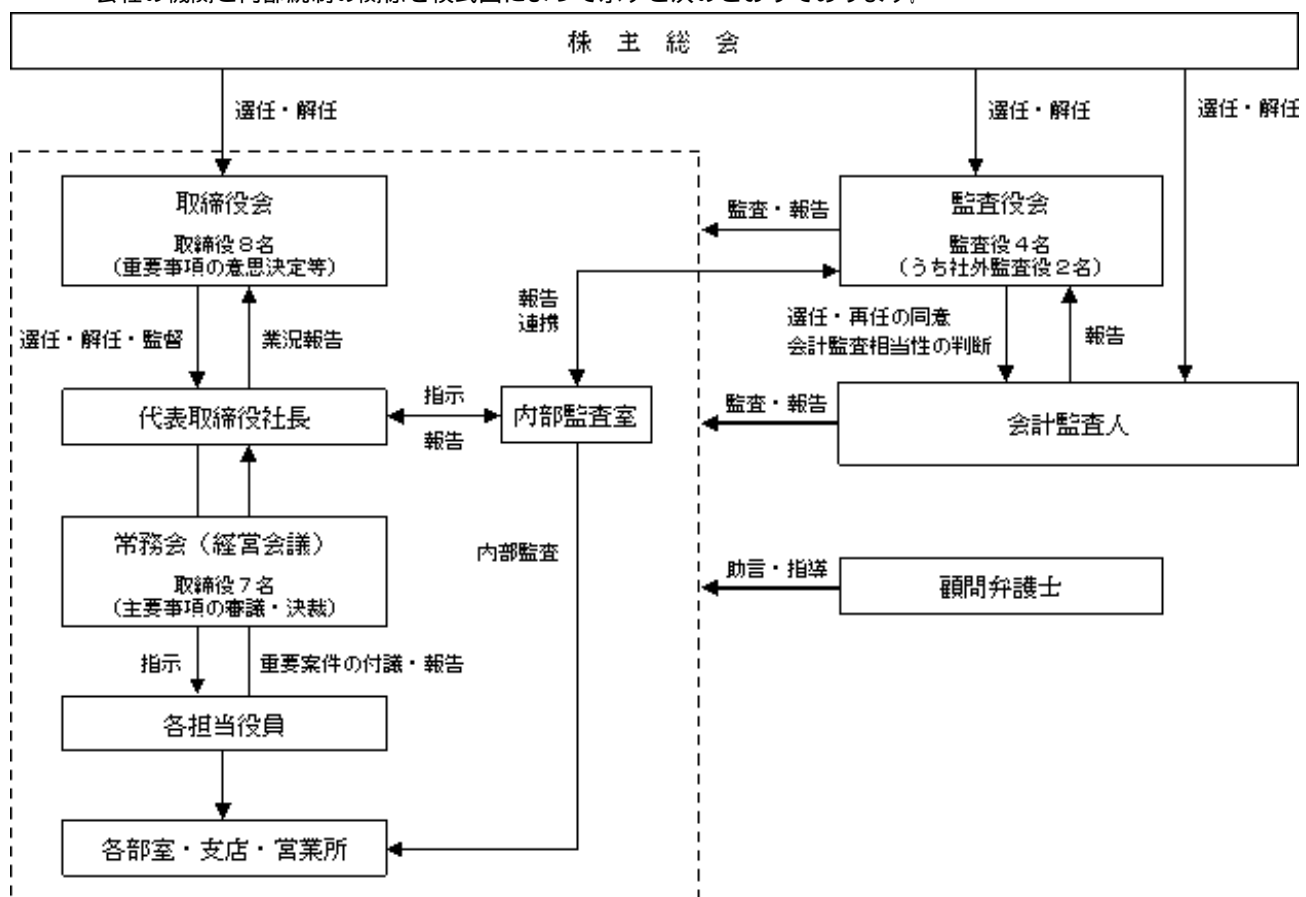 株主総会
選任・解任
選任・解任
選任・解任
取締役会
取締役8名
(重要事項の意思決定等)
監査・報告
監査役会
監査役4名
(うち社外監査役2名)
選任・解任・監督
業況報告
報告
連携
選任・再任の同意
会計監査相当性の判断
報告
代表取締役社長
指示
報告
内部監査室
監査・報告
会計監査人
常務会(経営会議)
取締役7名
(主要事項の審議・決裁)
内部監査
助言・指導
顧問弁護士
指示
重要案件の付議・報告
各担当役員
各部室・支店・営業所